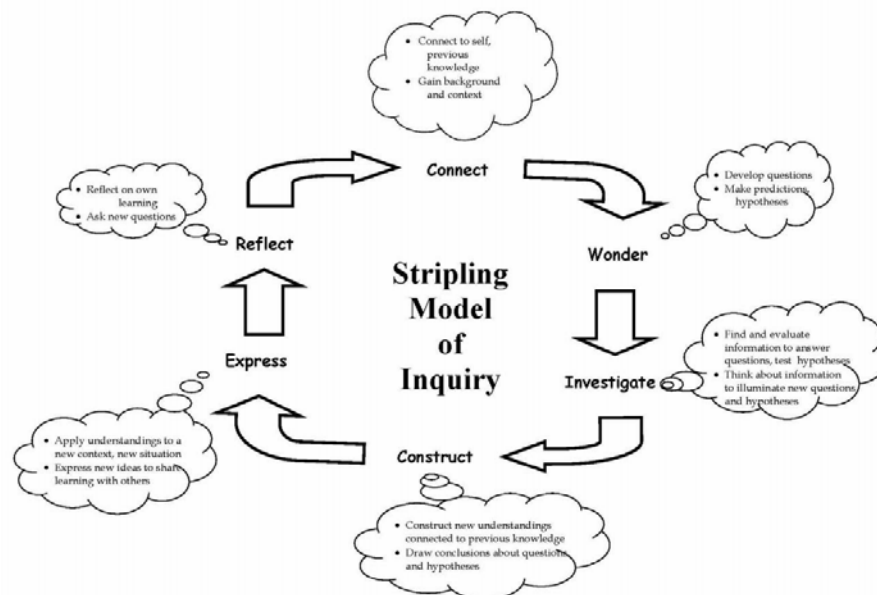 • Connect to self,
previous
knowledge
• Gain background
and context
Connect
• Develop questions
• Make predictions,
hypotheses
Wonder
• Find and evaluate
information to answer
questions, test hypotheses
• Think about information
to illuminate new questions
and hypotheses
Investigate
• Construct new understandings
connected to previous knowledge
• Draw conclusions about questions
and hypotheses
Construct
• Apply understandings to a
new context, new situation
• Express new ideas to share
learning with others
Express
• Reflect on own
learning
• Ask new questions
Reflect
Stripling
Model
of
Inquiry